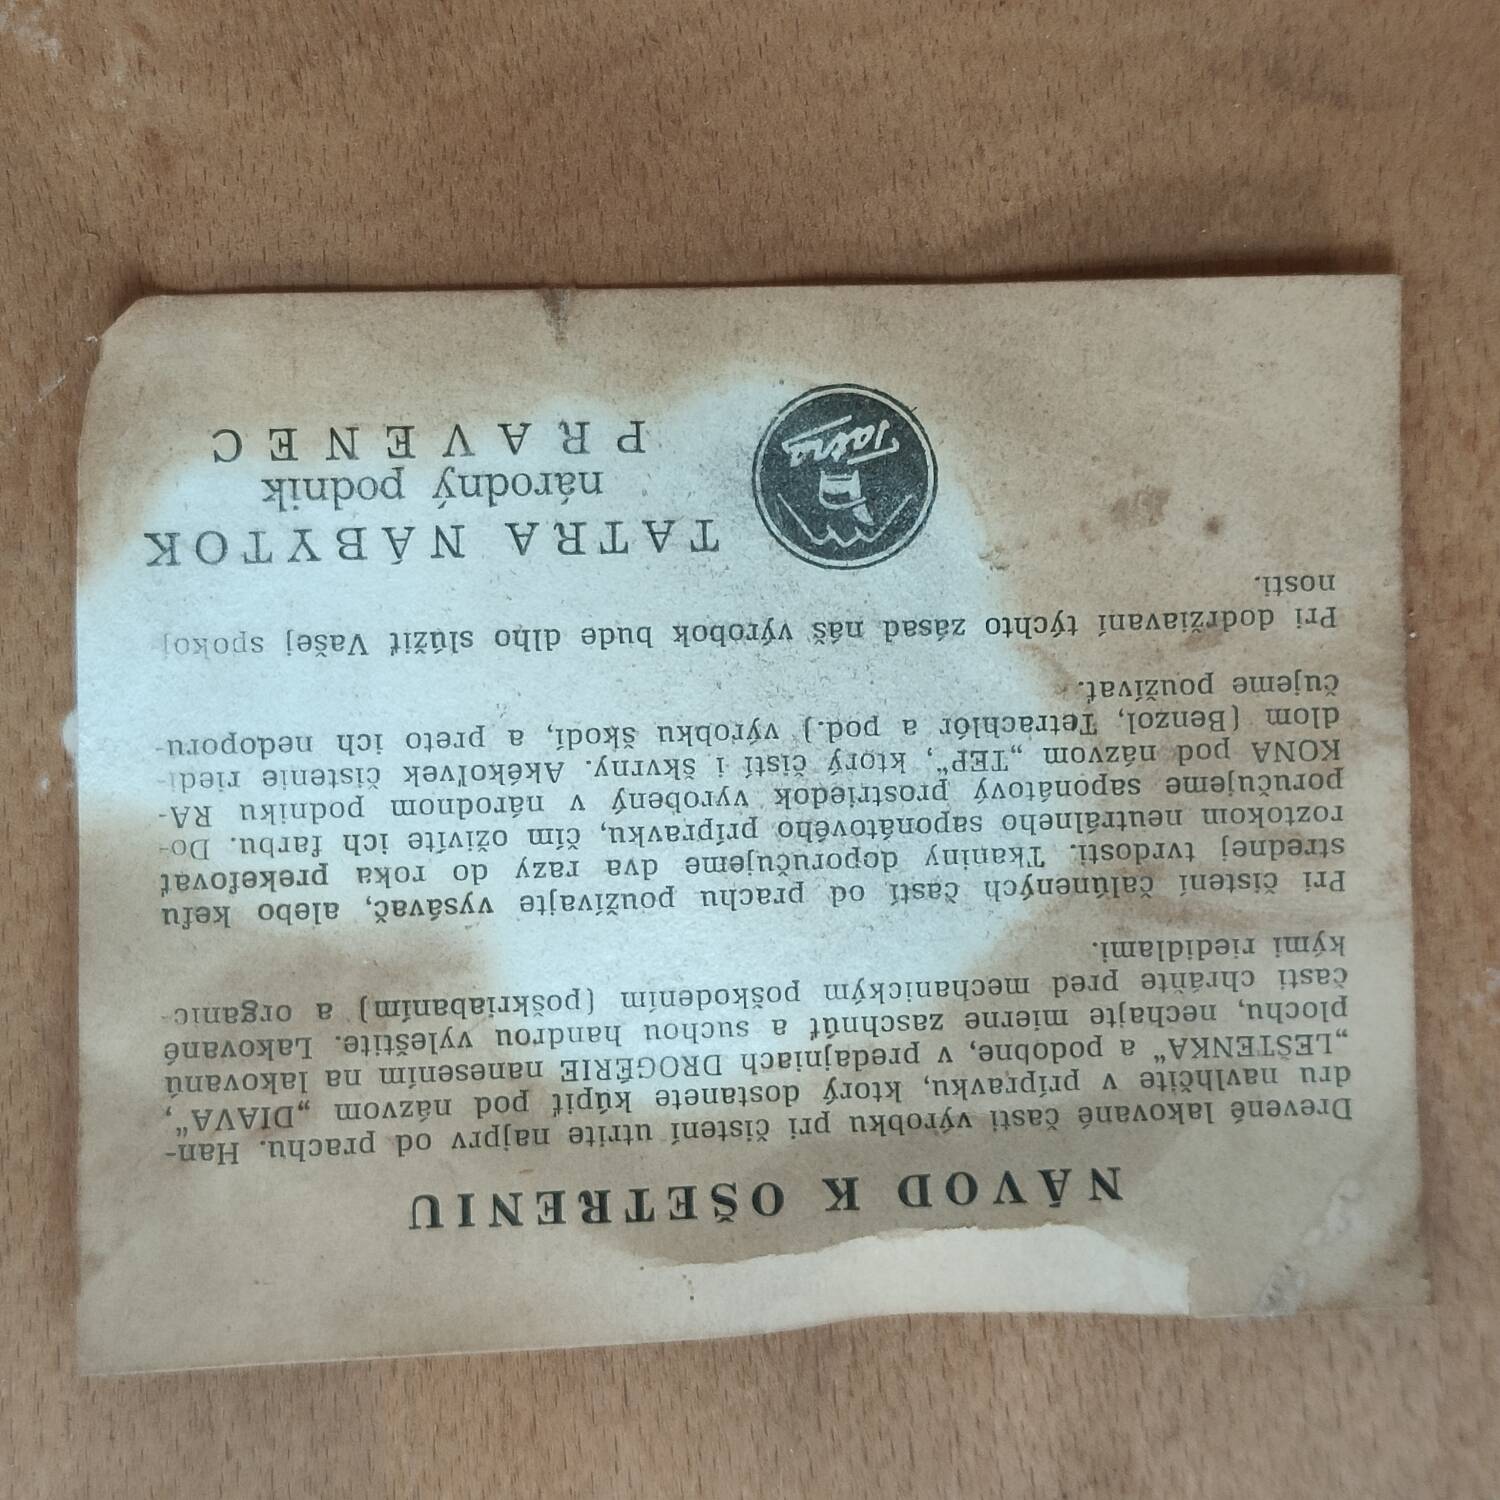 NÁVOD K OŠETRENIU
Drevené lakované časti výrobku pri čistení utrite najprv od prachu. Han-
dru navlhčite v prípravku, ktorý dostanete kúpiť pod názvom „DIAVA“,
„LEŠTENKA“ a podobne, v predajniach DROGÉRIE nanesením na lakovanú
plochu, nechajte mierne zaschnúť a suchou handrou vyleštite. Lakované
časti chráňte pred mechanickým poškodením (poškriabaním) a organic-
kými riedidlami.
Pri čistení čalúnených častí od prachu používajte vysávač, alebo kefu
strednej tvrdosti. Tkaniny doporučujeme dva razy do roka prekefovať
roztokom neutrálneho saponátového prípravku, čím oživíte ich farbu. Do-
poručujeme saponátový prostriedok vyrobený v národnom podniku RA-
KONA pod názvom „TEP“, ktorý čistí i škvrny. Akékoľvek čistenie riedi-
dlom (Benzol, Tetrachlór a pod.) výrobku škodí, a preto ich nedoporu-
čujeme používať.
Pri dodržiavaní týchto zásad náš výrobok bude dlho slúžiť Vašej spokoj
nosti.
Tatra
TATRA NÁBYTOK
národný podnik
PRAVENEC